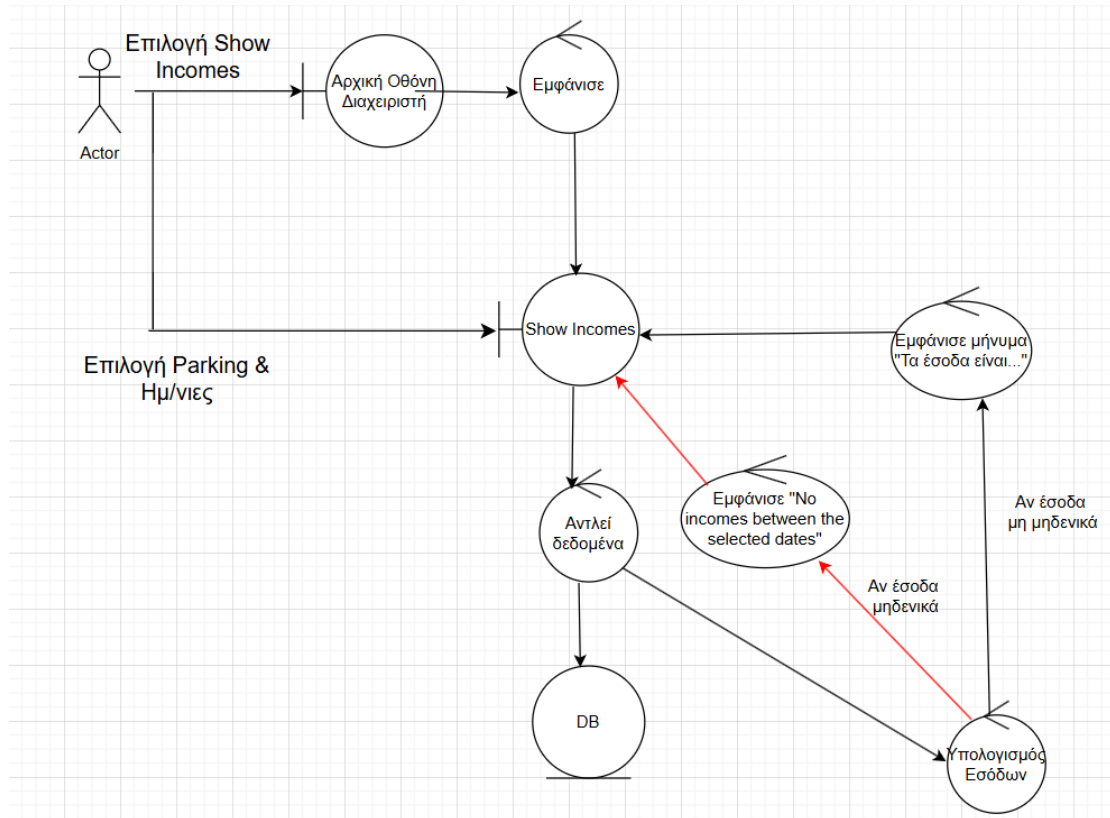 Επιλογή Show
Incomes
Αρχική Οθόνη
Διαχειριστή
Εμφάνισε
Actor
Show Incomes
Εμφάνισε μήνυμα
"Τα έσοδα είναι..."
Επιλογή Parking &
Ημ/νιες
Εμφάνισε "No
incomes between the
selected dates"
Αν έσοδα
μη μηδενικά
Αντλεί
δεδομένα
Αν έσοδα
μηδενικά
DB
Υπολογισμός
Εσόδων